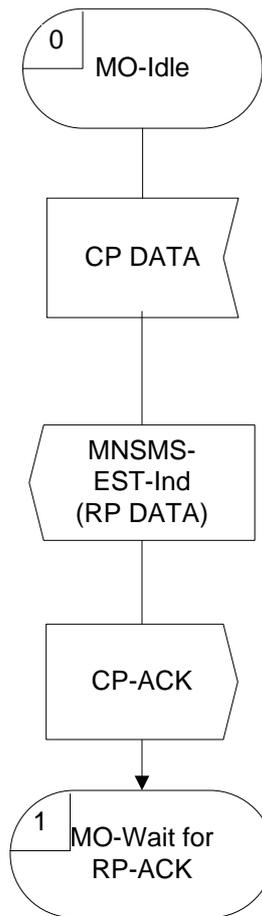 0
MO-Idle
CP DATA
MNSMS-
EST-Ind
(RP DATA)
CP-ACK
1
MO-Wait for
RP-ACK